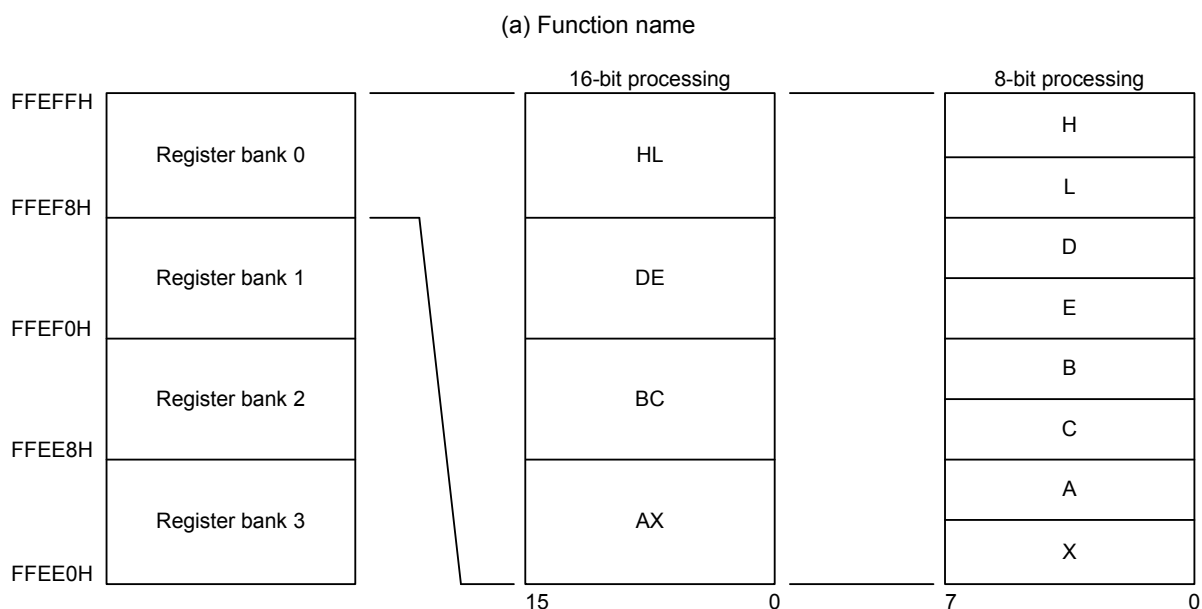 (a) Function name
16-bit processing
8-bit processing
FFEFFH
Register bank 0
HL
H
L
FFEF8H
Register bank 1
DE
D
E
FFEF0H
Register bank 2
BC
B
C
FFEE8H
Register bank 3
AX
A
X
FFEE0H
15 0 7 0